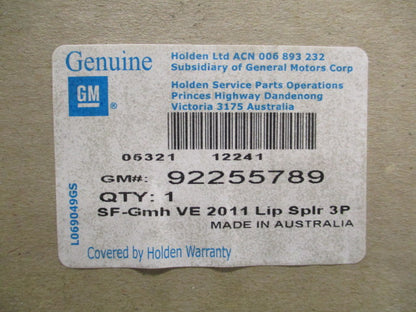 Genuine
GM
®
Holden Ltd ACN 006 893 232
Subsidiary of General Motors Corp
Holden Service Parts Operations
Princes Highway Dandenong
Victoria 3175 Australia
05321 12241
GM#: 92255789
QTY: 1
SF-Gmh VE 2011 Lip Splr 3P
MADE IN AUSTRALIA
Covered by Holden Warranty
L069049GS